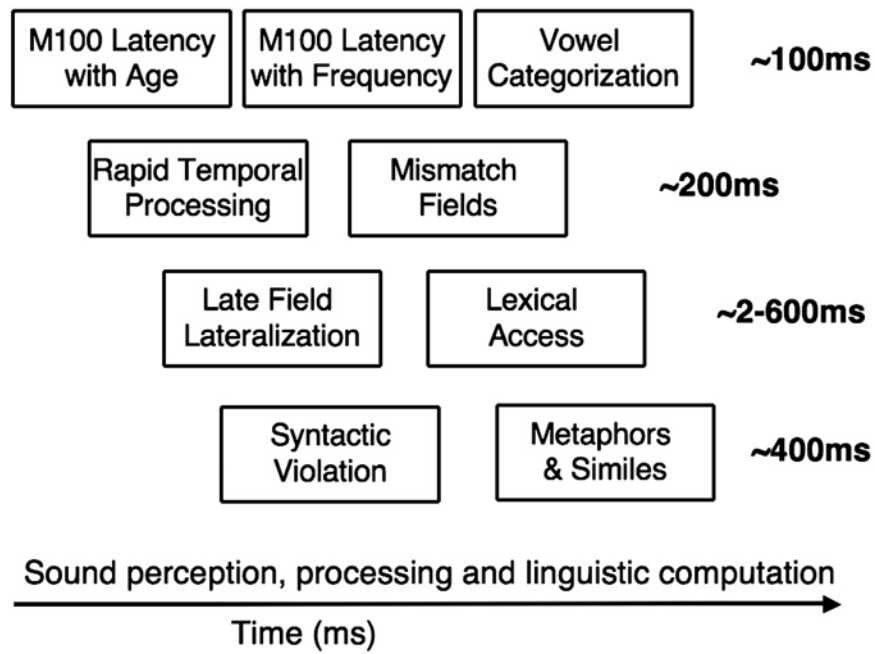 M100 Latency
with Age
M100 Latency
with Frequency
Vowel
Categorization
~100ms
Rapid Temporal
Processing
Mismatch
Fields
~200ms
Late Field
Lateralization
Lexical
Access
~2-600ms
Syntactic
Violation
Metaphors
& Similes
~400ms
Sound perception, processing and linguistic computation
Time (ms)